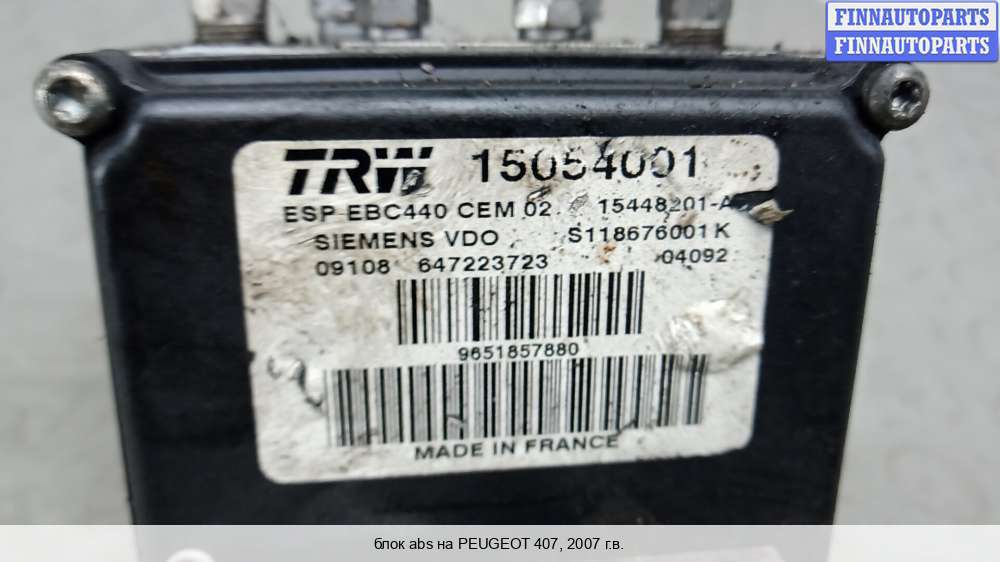 FINNAUTOPARTS
FINNAUTOPARTS
TRW 15054001
ESP EBC440 CEM 02 15448201-A
SIEMENS VDO S118676001K
09108 647223723 04092
9651857880
MADE IN FRANCE
блок abs на PEUGEOT 407, 2007 г.в.